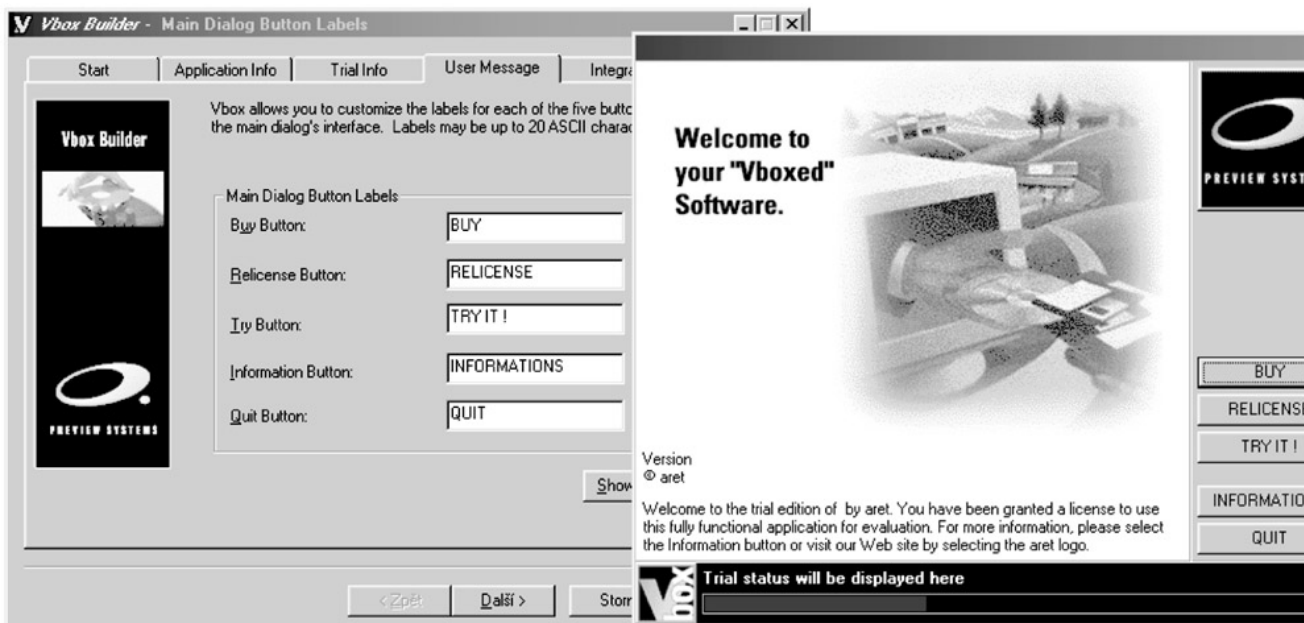 Vbox Builder - Main Dialog Button Labels
Start
Application Info
Trial Info
User Message
Vbox allows you to customize the labels for each of the five
the main dialog's interface. Labels may be up to 20 ASCII
Vbox Builder
Main Dialog Button Labels
Buy Button:
BUY
Relicense Button:
RELICENSE
Try Button:
TRY IT !
Information Button:
INFORMATIONS
Quit Button:
QUIT
PREVIEW SYSTEMS
Show
< Zpět
Další >
Welcome to
your "Vboxed"
Software.
PREVIEW
Version
© aret
Welcome to the trial edition of by aret. You have been granted a license to use
this fully functional application for evaluation. For more information, please select
the Information button or visit our Web site by selecting the aret logo.
BUY
RELICENSE
TRY IT !
QUIT
Vbox
Trial status will be displayed here